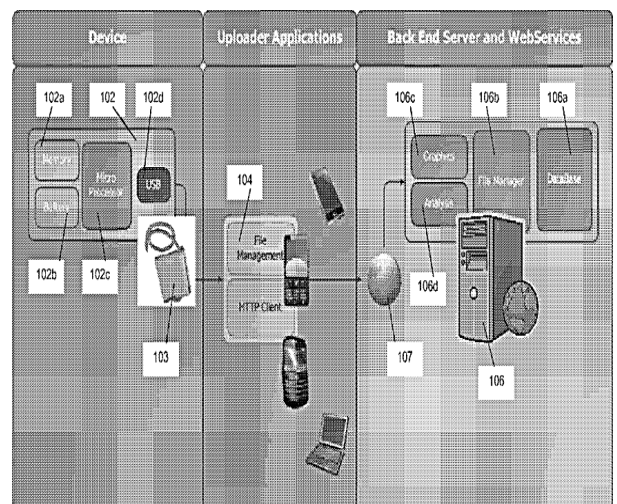 Device
Uploader Applications
Back End Server and WebServices
102a
102
102d
106c
106b
106a
Memory
Micro
Processor
USB
Battery
104
Graphics
File Manager
DataBase
Analysis
File
Management
HTTP Client
102b
102c
106d
103
107
106